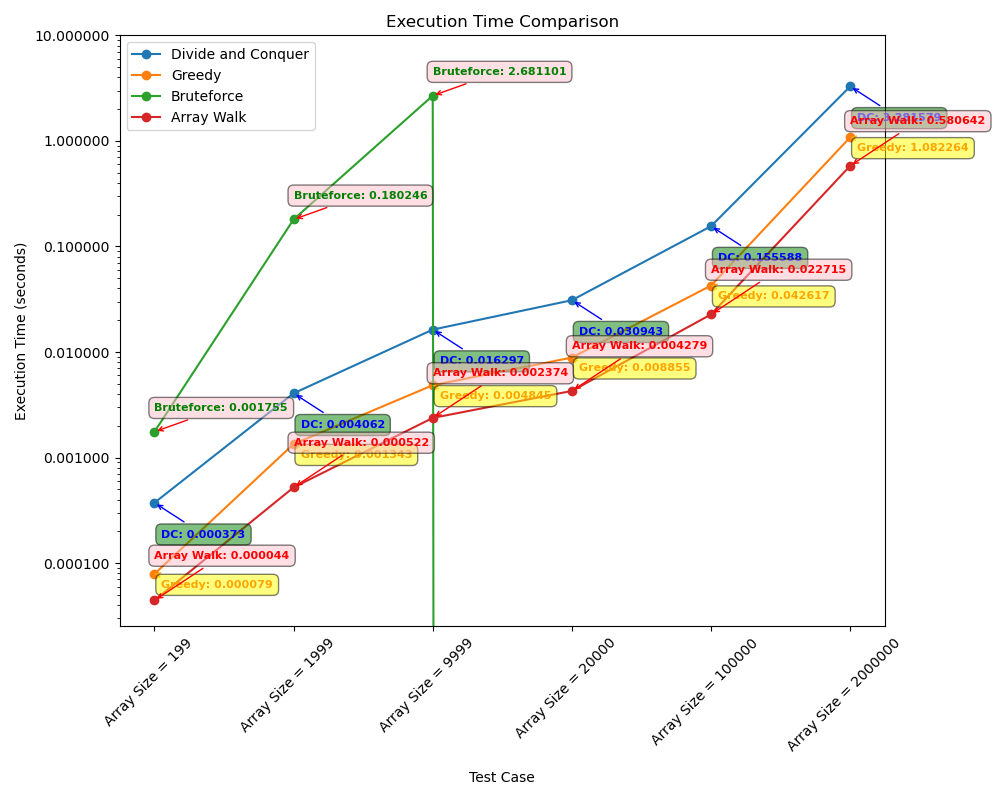 Execution Time Comparison
Divide and Conquer
Greedy
Bruteforce
Array Walk
Execution Time (seconds)
10.000000
1.000000
0.100000
0.010000
0.001000
0.000100
Bruteforce: 2.681101
Bruteforce: 0.180246
Bruteforce: 0.001755
DC: 0.000373
Array Walk: 0.000044
Greedy: 0.000079
DC: 0.004062
Array Walk: 0.000522
Greedy: 0.001343
DC: 0.016297
Array Walk: 0.002374
Greedy: 0.004845
DC: 0.030943
Array Walk: 0.004279
Greedy: 0.008855
DC: 0.155588
Array Walk: 0.022715
Greedy: 0.042617
DC:
Array Walk: 0.580642
Greedy: 1.082264
Array Size = 199
Array Size = 1999
Array Size = 9999
Array Size = 20000
Array Size = 100000
Array Size = 2000000
Test Case